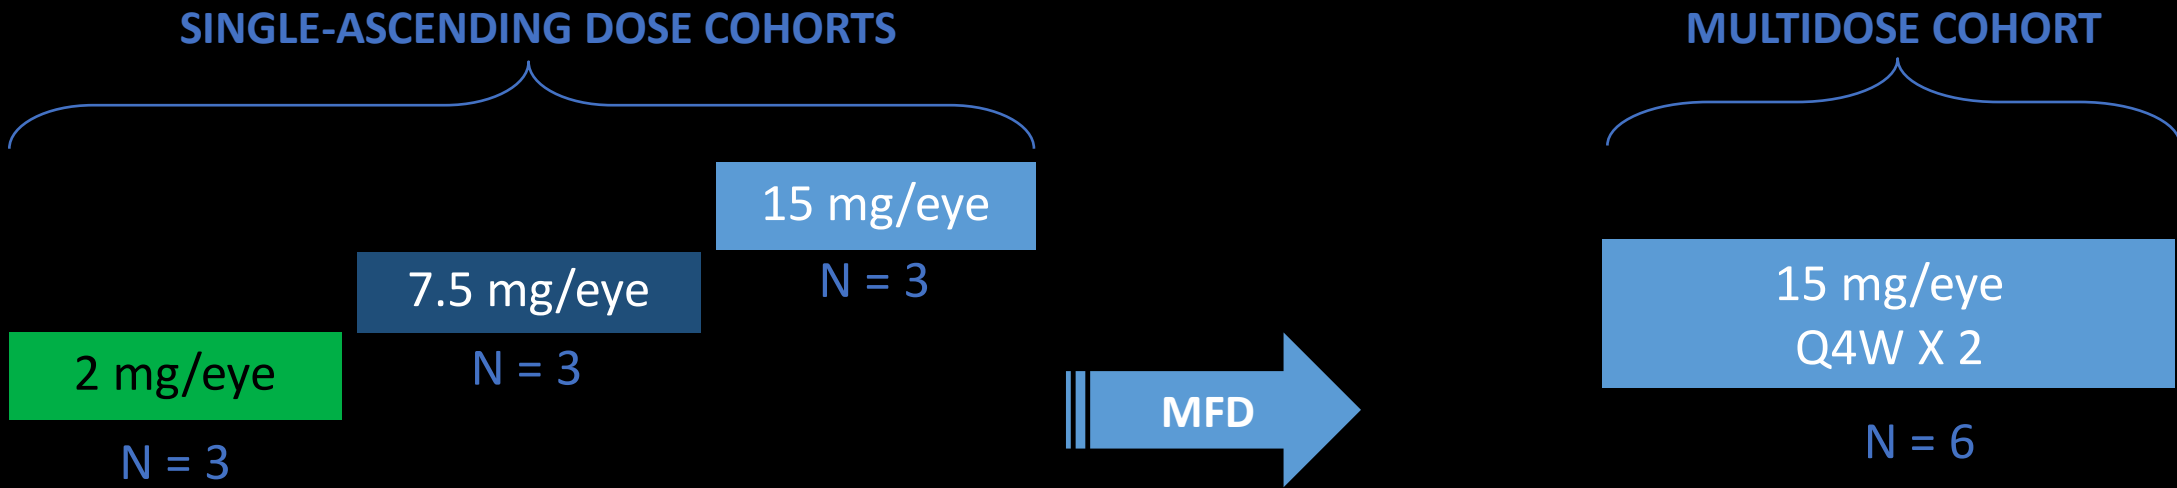 SINGLE-ASCENDING DOSE COHORTS
2 mg/eye
N = 3
7.5 mg/eye
N = 3
15 mg/eye
N = 3
MFD
MULTIDOSE COHORT
15 mg/eye
Q4W X 2
N = 6